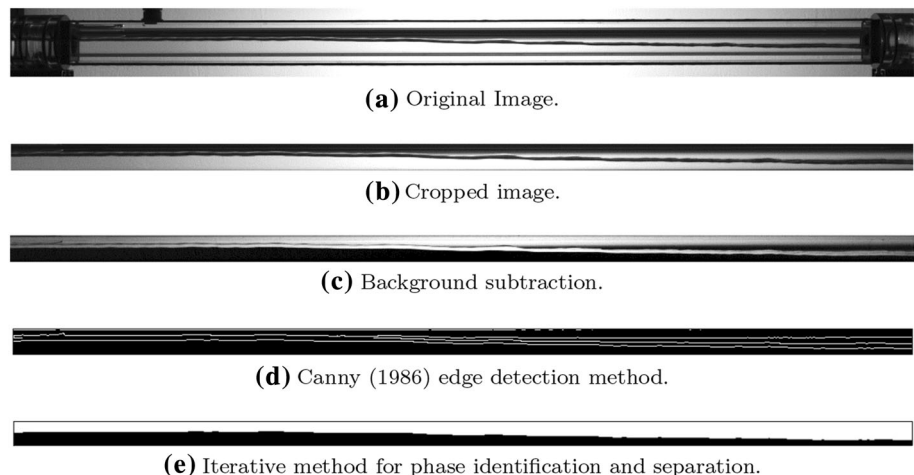 (a) Original Image.
(b) Cropped image.
(c) Background subtraction.
(d) Canny (1986) edge detection method.
(e) Iterative method for phase identification and separation.